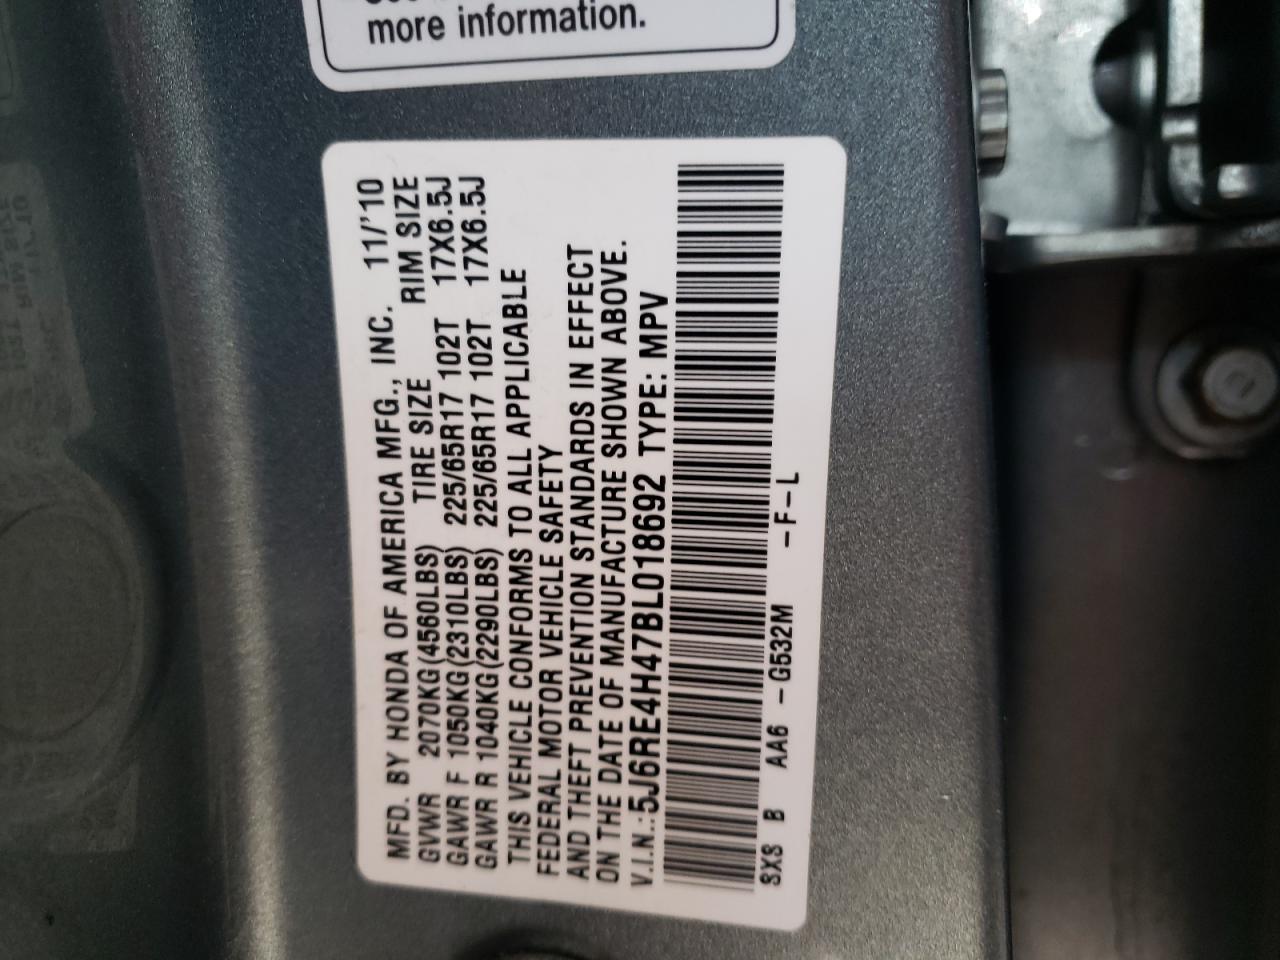 more information.
MFD. BY HONDA OF AMERICA MFG., INC. 11/'10
GVWR 2070KG(4560LBS) TIRE SIZE RIM SIZE
GAWR F 1050KG(2310LBS) 225/65R17 102T 17X6.5J
GAWR R 1040KG(2290LBS) 225/65R17 102T 17X6.5J
THIS VEHICLE CONFORMS TO ALL APPLICABLE
FEDERAL MOTOR VEHICLE SAFETY
AND THEFT PREVENTION STANDARDS IN EFFECT
ON THE DATE OF MANUFACTURE SHOWN ABOVE.
V.I.N.:5J6RE4H47BL018692 TYPE: MPV
SXS B AA6 -G532M -F-L